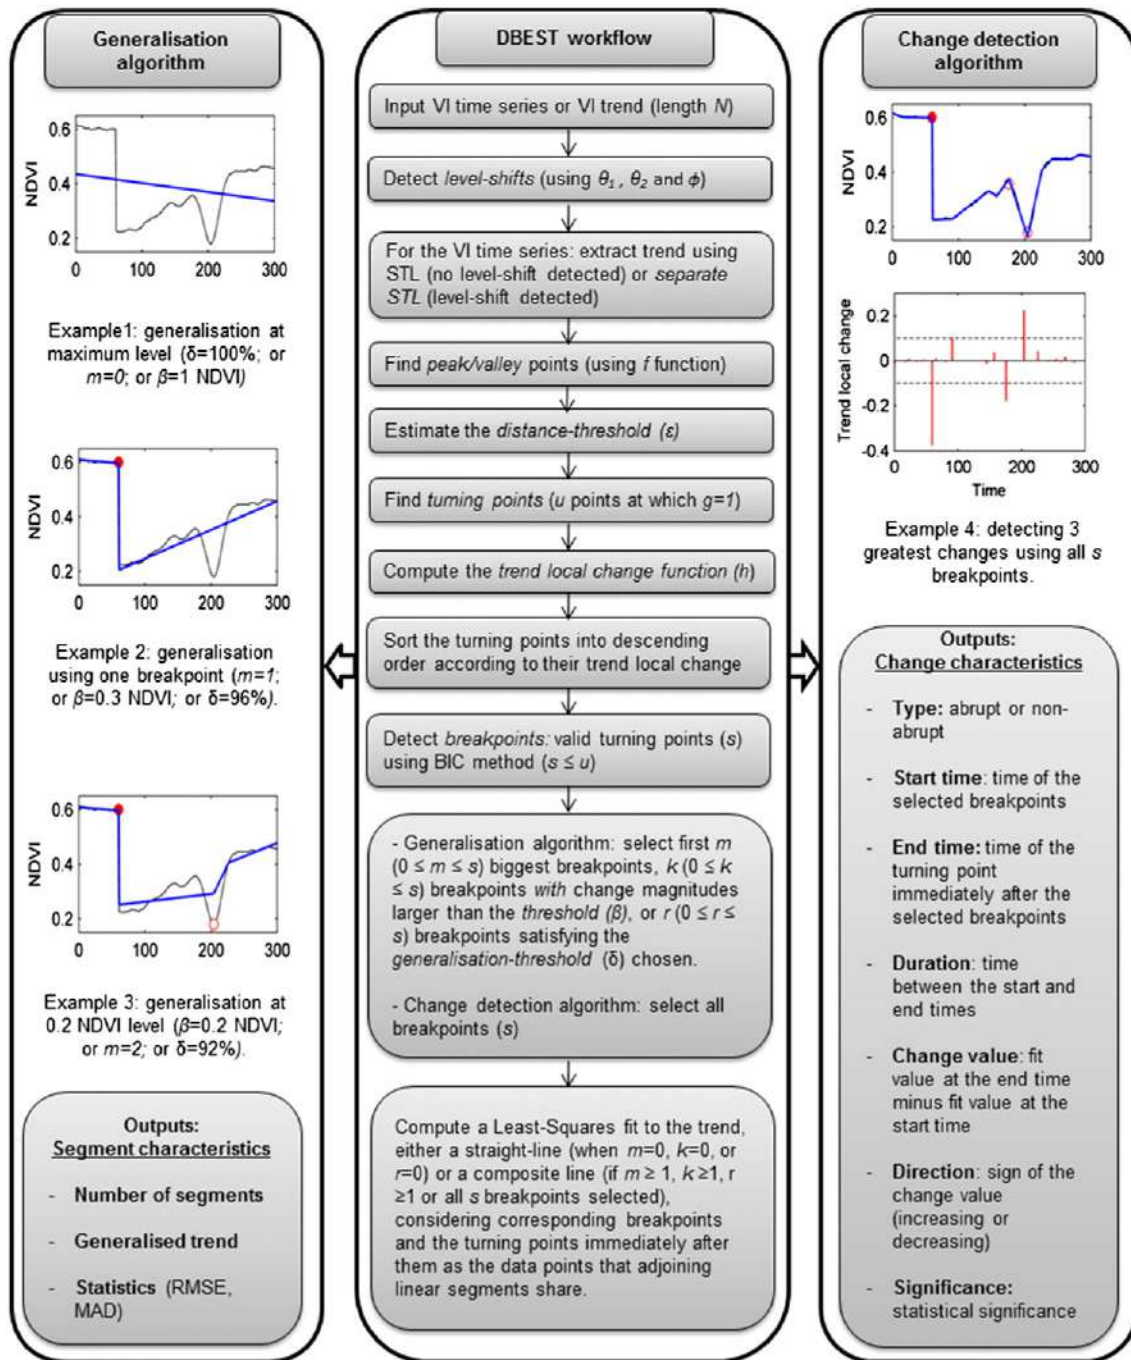 Generalisation
algorithm
NDVI
0.6
0.4
0.2
0
100
200
300
Example1: generalisation at
maximum level (δ=100%; or
m=0; or β=1 NDVI)
NDVI
0.6
0.4
0.2
0
100
200
300
Example 2: generalisation
using one breakpoint (m=1;
or β=0.3 NDVI; or δ=96%).
NDVI
0.6
0.4
0.2
0
100
200
300
Example 3: generalisation at
0.2 NDVI level (β=0.2 NDVI;
or m=2; or δ=92%).
Outputs:
Segment characteristics
- Number of segments
- Generalised trend
- Statistics (RMSE,
MAD)
DBEST workflow
Input VI time series or VI trend (length N)
Detect level-shifts (using θ₁, θ₂ and ϕ)
For the VI time series: extract trend using
STL (no level-shift detected) or separate
STL (level-shift detected)
Find peak/valley points (using f function)
Estimate the distance-threshold (ε)
Find turning points (u points at which g=1)
Compute the trend local change function (h)
Sort the turning points into descending
order according to their trend local change
Detect breakpoints: valid turning points (s)
using BIC method (s ≤ u)
- Generalisation algorithm: select first m
(0 ≤ m ≤ s) biggest breakpoints, k (0 ≤ k
≤ s) breakpoints with change magnitudes
larger than the threshold (β), or r (0 ≤ r ≤
s) breakpoints satisfying the
generalisation-threshold (δ) chosen.
- Change detection algorithm: select all
breakpoints (s)
Compute a Least-Squares fit to the trend,
either a straight-line (when m=0, k=0, or
r=0) or a composite line (if m ≥ 1, k ≥1, r
≥1 or all s breakpoints selected),
considering corresponding breakpoints
and the turning points immediately after
them as the data points that adjoining
linear segments share.
Change detection
algorithm
NDVI
0.6
0.4
0.2
0
100
200
300
Trend local change
0.2
0
-0.2
-0.4
0
100
200
300
Time
Example 4: detecting 3
greatest changes using all s
breakpoints.
Outputs:
Change characteristics
- Type: abrupt or non-
abrupt
- Start time: time of the
selected breakpoints
- End time: time of the
turning point
immediately after the
selected breakpoints
- Duration: time
between the start and
end times
- Change value: fit
value at the end time
minus fit value at the
start time
- Direction: sign of the
change value
(increasing or
decreasing)
- Significance:
statistical significance